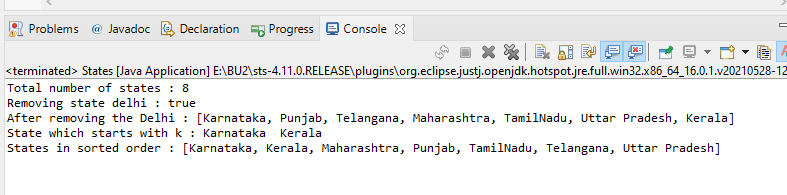 Problems @ Javadoc Declaration Progress Console
<terminated> States [Java Application] E:\BU2\sts-4.11.0.RELEASE\plugins\org.eclipse.justj.openjdk.hotspot.jre.full.win32.x86_64_16.0.1.v20210528-12
Total number of states : 8
Removing state delhi : true
After removing the Delhi : [Karnataka, Punjab, Telangana, Maharashtra, TamilNadu, Uttar Pradesh, Kerala]
State which starts with k : Karnataka  Kerala
States in sorted order : [Karnataka, Kerala, Maharashtra, Punjab, TamilNadu, Telangana, Uttar Pradesh]